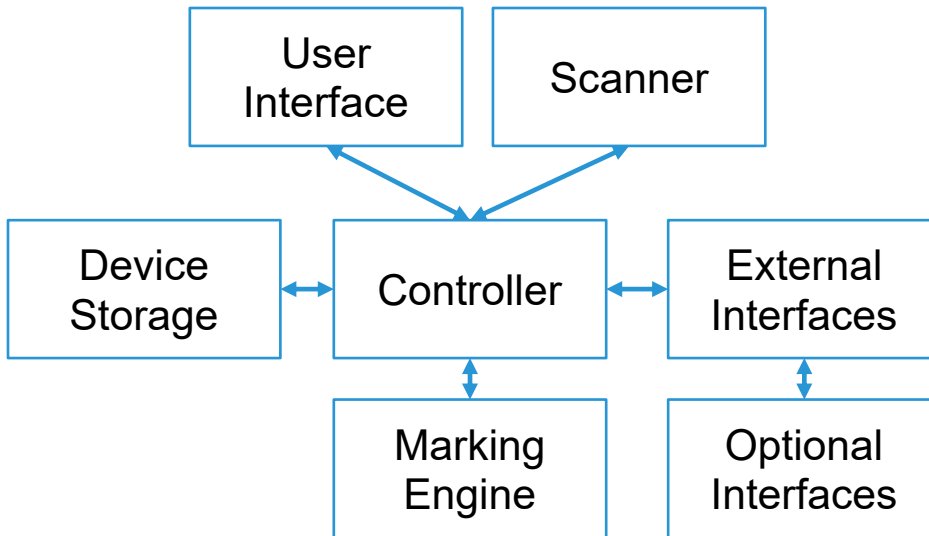 User
Interface
Scanner
Device
Storage
Controller
External
Interfaces
Marking
Engine
Optional
Interfaces